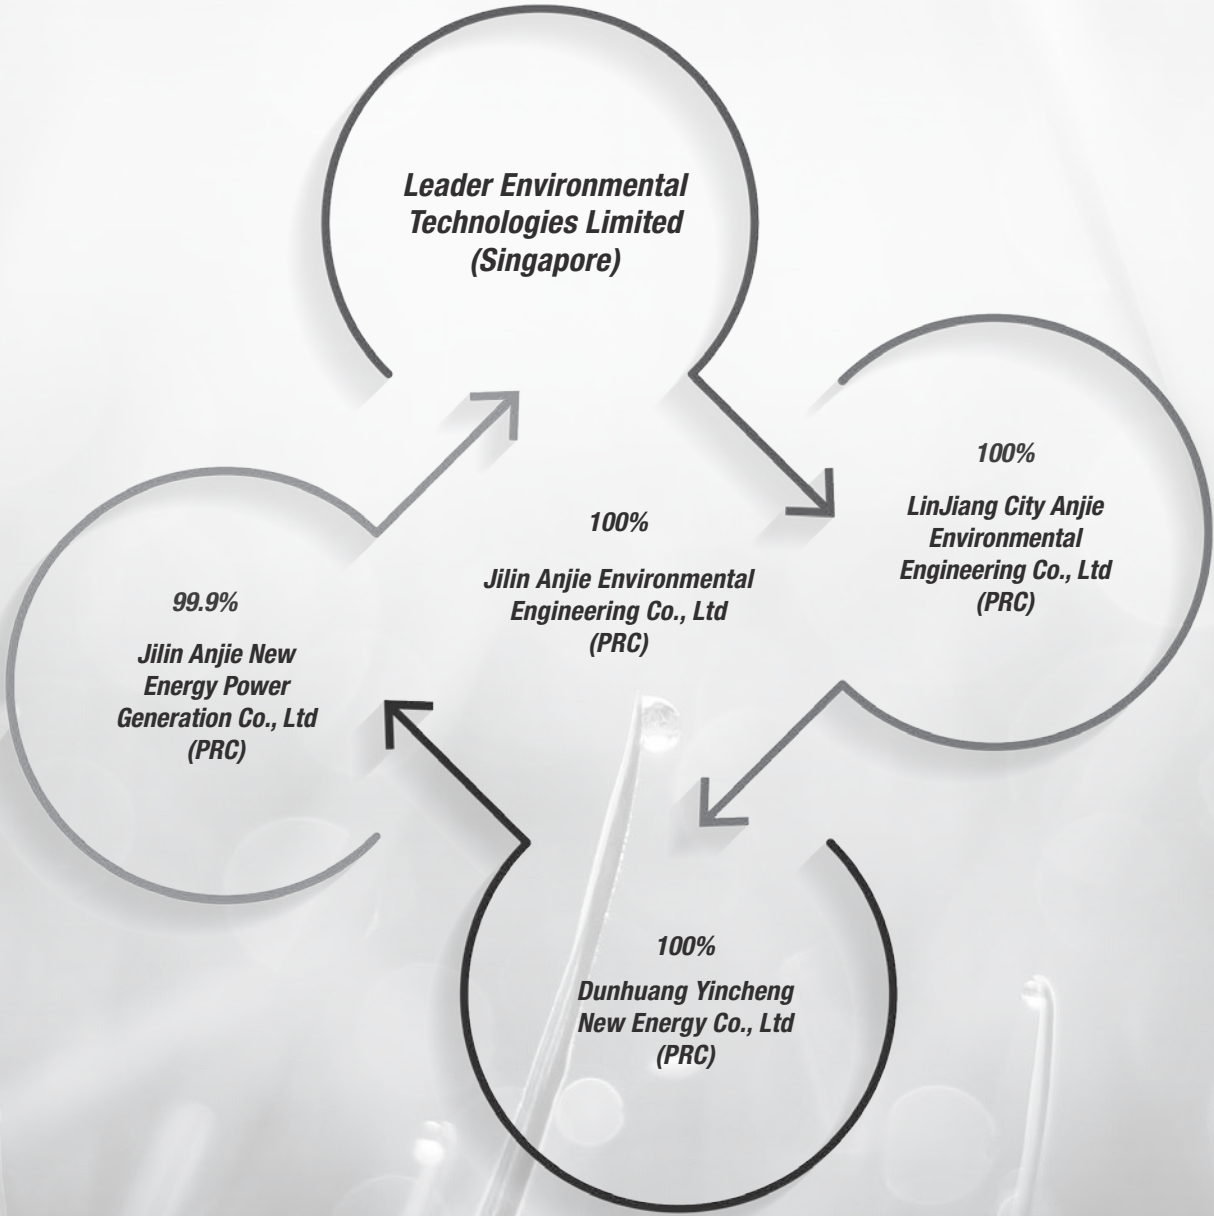 Leader Environmental
Technologies Limited
(Singapore)
100%
LinJiang City Anjie
Environmental
Engineering Co., Ltd
(PRC)
100%
Jilin Anjie Environmental
Engineering Co., Ltd
(PRC)
99.9%
Jilin Anjie New
Energy Power
Generation Co., Ltd
(PRC)
100%
Dunhuang Yincheng
New Energy Co., Ltd
(PRC)